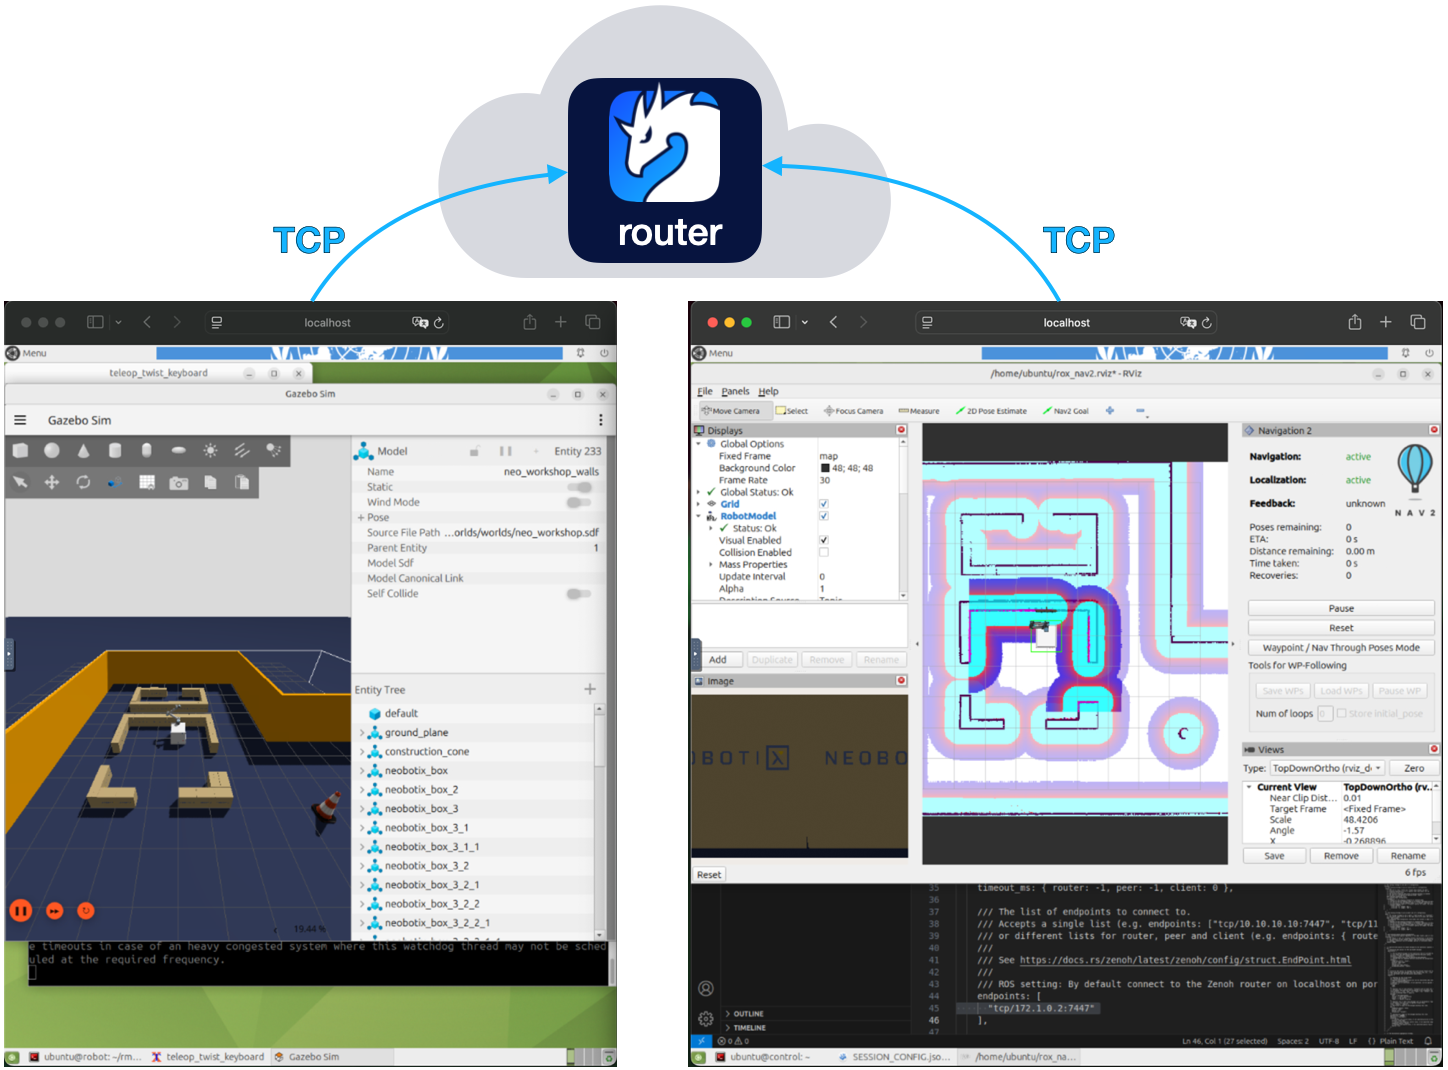 router
TCP
TCP
localhost
Menu
teleop_twist_keyboard
Gazebo Sim
Gazebo Sim
Model
Entity 233
Name neo_workshop_walls
Static
Wind Mode
Pose
Source File Path ...orlds/worlds/neo_workshop.sdf
Parent Entity 1
Model Sdf
Model Canonical Link
Self Collide
Entity Tree
default
ground_plane
construction_cone
neobotix_box
neobotix_box_2
neobotix_box_3
neobotix_box_3_1
neobotix_box_3_1_1
neobotix_box_3_2
neobotix_box_3_2_1
neobotix_box_3_2_2
neobotix_box_3_2_2_1
19.44 %
e timeouts in case of an heavy congested system where this watchdog thread may not be sched
uled at the required frequency.
ubuntu@robot: ~/rm...
teleop_twist_keyboard
Gazebo Sim
localhost
Menu
/home/ubuntu/rox_nav2.rviz* - RViz
File Panels Help
Move Camera Select Focus Camera Measure 2D Pose Estimate Nav2 Goal
Displays
Global Options
Fixed Frame map
Background Color 48; 48; 48
Frame Rate 30
Global Status: Ok
Grid
RobotModel
Status: Ok
Visual Enabled
Collision Enabled
Mass Properties
Update Interval 0
Alpha 1
Description Source Topic
Add Duplicate Remove Rename
Image
OBOTI NEOBO
Reset
Navigation 2
Navigation: active
Localization: active
Feedback: unknown
NAV2
Poses remaining: 0
ETA: 0 s
Distance remaining: 0.00 m
Time taken: 0 s
Recoveries: 0
Pause
Reset
Waypoint / Nav Through Poses Mode
Tools for WP-Following
Save WPs Load WPs Pause WP
Num of loops 0 Store initial_pose
Views
Type: TopDownOrtho (rviz_d Zero
Current View TopDownOrtho (rv...
Near Clip Dist... 0.01
Target Frame <Fixed Frame>
Scale 48.4206
Angle -1.57
X -0.268896
Save Remove Rename
6 fps
35 timeout_ms: { router: -1, peer: -1, client: 0 },
36
37 /// The list of endpoints to connect to.
38 /// Accepts a single list (e.g. endpoints: ["tcp/10.10.10.10:7447", "tcp/11
39 /// or different lists for router, peer and client (e.g. endpoints: { route
40 ///
41 /// See https://docs.rs/zenoh/latest/zenoh/config/struct.EndPoint.html
42 ///
43 /// ROS setting: By default connect to the Zenoh router on localhost on por
44 endpoints: [
45 "tcp/172.1.0.2:7447"
46 ],
47
OUTLINE
TIMELINE
0 0
Ln 46, Col 1 (27 selected) Spaces: 2 UTF-8 LF {} Plain Text
ubuntu@control: ~
SESSION_CONFIG.jso...
/home/ubuntu/rox_na...